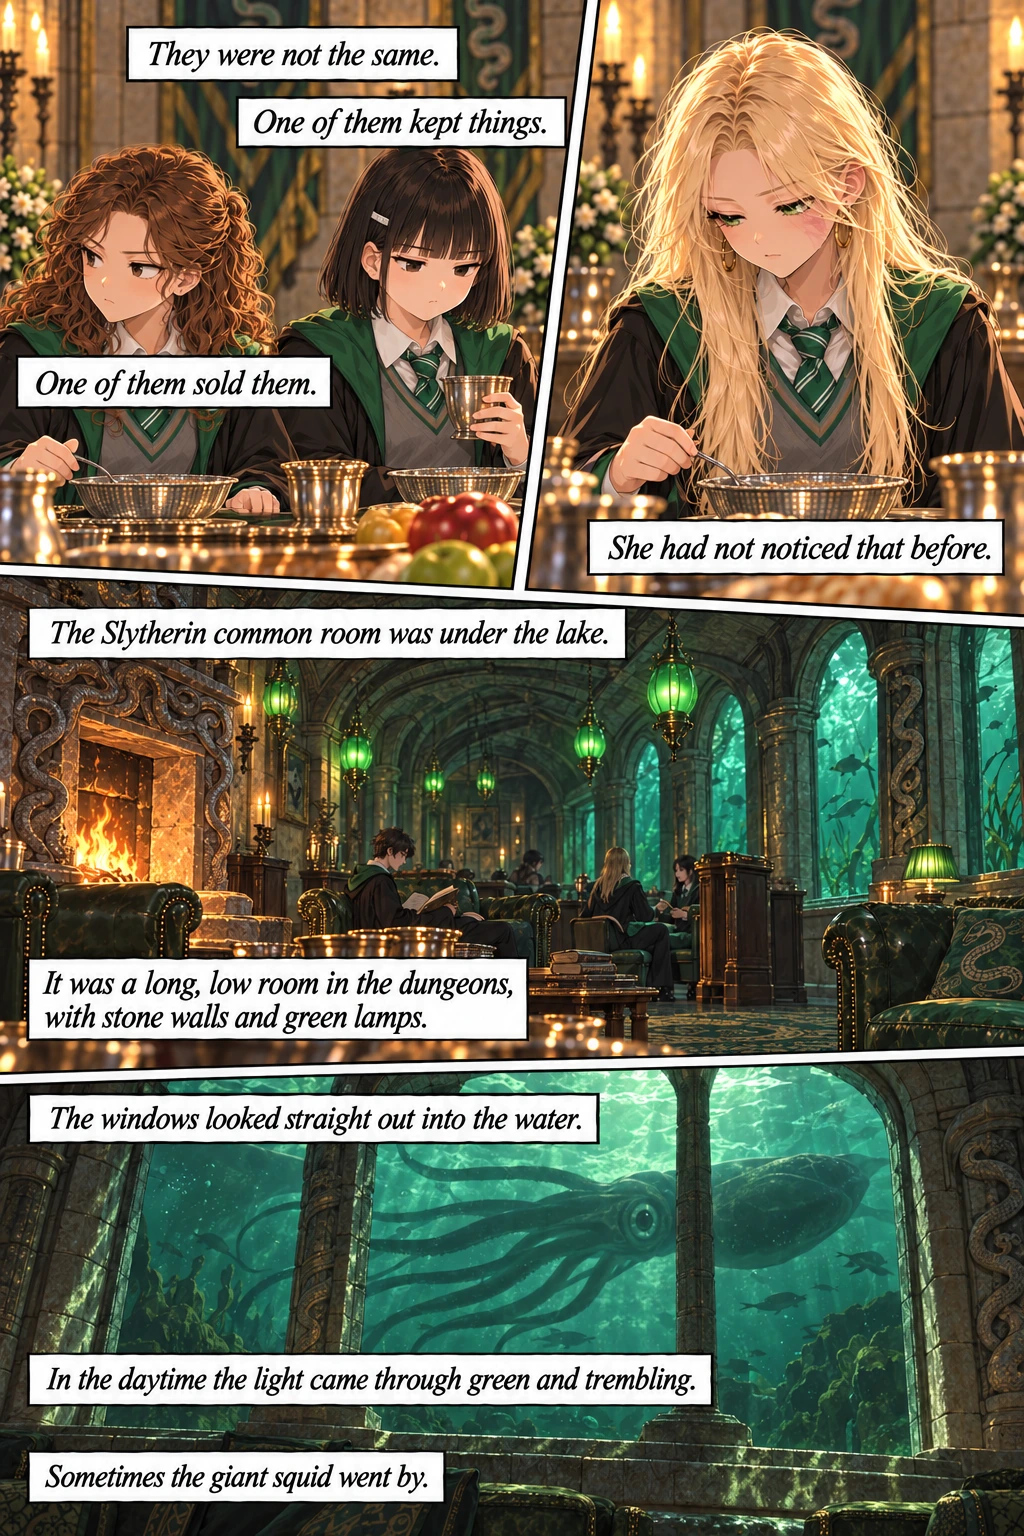 They were not the same.
One of them kept things.
One of them sold them.
She had not noticed that before.
The Slytherin common room was under the lake.
It was a long, low room in the dungeons,
with stone walls and green lamps.
The windows looked straight out into the water.
In the daytime the light came through green and trembling.
Sometimes the giant squid went by.